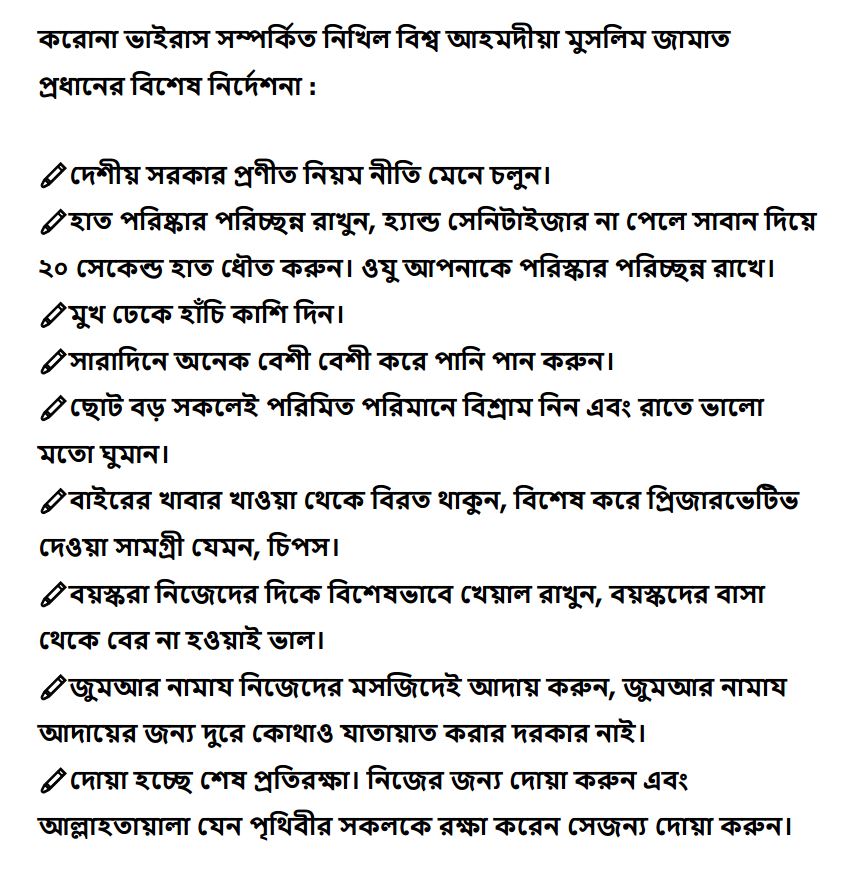 করোনা ভাইরাস সম্পর্কিত নিখিল বিশ্ব আহমদীয়া মুসলিম জামাত
প্রধানের বিশেষ নির্দেশনা :
🖊দেশীয় সরকার প্রণীত নিয়ম নীতি মেনে চলুন।
🖊হাত পরিষ্কার পরিচ্ছন্ন রাখুন, হ্যান্ড সেনিটাইজার না পেলে সাবান দিয়ে
২০ সেকেন্ড হাত ধৌত করুন। ওযু আপনাকে পরিস্কার পরিচ্ছন্ন রাখে।
🖊মুখ ঢেকে হাঁচি কাশি দিন।
🖊সারাদিনে অনেক বেশী বেশী করে পানি পান করুন।
🖊ছোট বড় সকলেই পরিমিত পরিমানে বিশ্রাম নিন এবং রাতে ভালো
মতো ঘুমান।
🖊বাইরের খাবার খাওয়া থেকে বিরত থাকুন, বিশেষ করে প্রিজারভেটিভ
দেওয়া সামগ্রী যেমন, চিপস।
🖊বয়স্করা নিজেদের দিকে বিশেষভাবে খেয়াল রাখুন, বয়স্কদের বাসা
থেকে বের না হওয়াই ভাল।
🖊জুমআর নামায নিজেদের মসজিদেই আদায় করুন, জুমআর নামায
আদায়ের জন্য দুরে কোথাও যাতায়াত করার দরকার নাই।
🖊দোয়া হচ্ছে শেষ প্রতিরক্ষা। নিজের জন্য দোয়া করুন এবং
আল্লাহতায়ালা যেন পৃথিবীর সকলকে রক্ষা করেন সেজন্য দোয়া করুন।